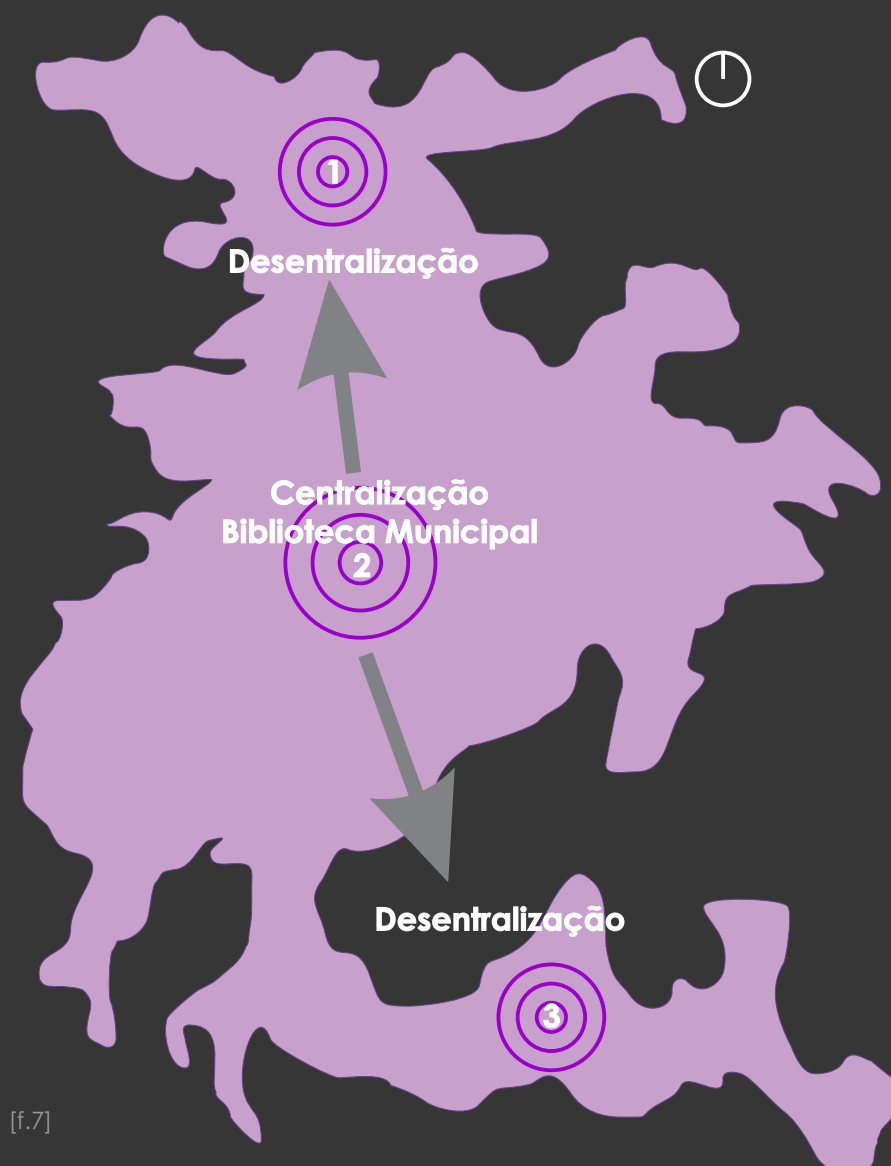 1
Desentralização
Centralização
Biblioteca Municipal
2
Desentralização
3
[f.7]